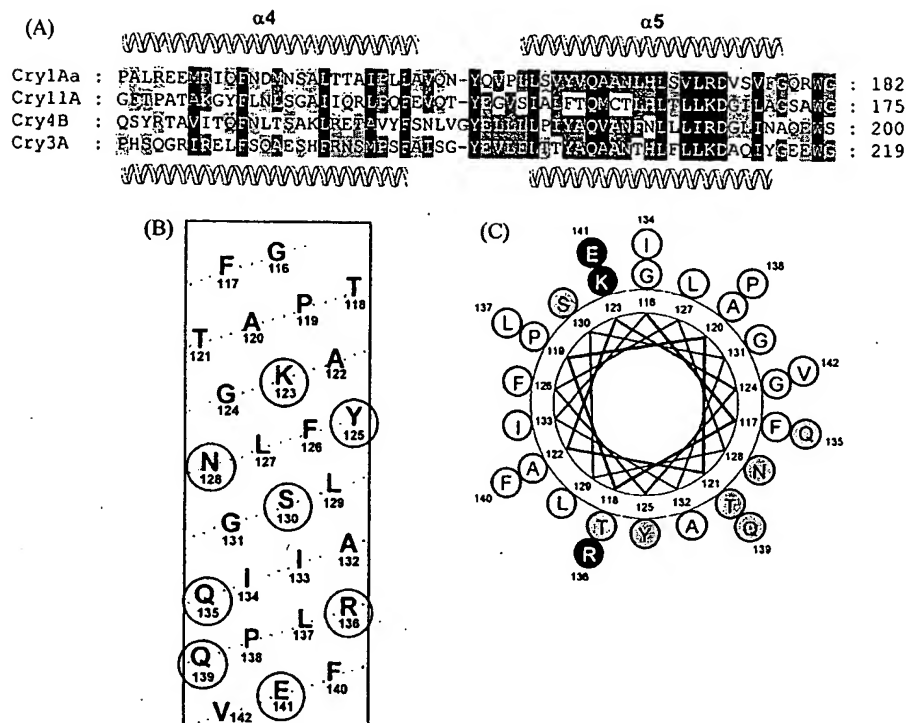 (A)
α4 α5
Cry1Aa : PALREEMRIQFNDMNSALTTAIPLLAVQN-YQVPLLSVYVQAANLHLSVLRDVSVFGQRWG : 182
Cry11A : GETPATAKGYFLNLSGAIIQRLPQFEVQT-YEGVSIALFTQMCTLHLTLLKDGILAGSAWG : 175
Cry4B : QSYRTAVITQFNLTSAKLRETAVYFSNLVGYELLLLPIYAQVANFNLLLIRDGLINAQEWS : 200
Cry3A : PHSQGRIRELFSQAESHFRNSMPSFAISG-YEVLFLTTYAQAANTHLFLLKDAQIYGEEWG : 219
(B)
F 117 G 116
T 121 A 120 P 119 T 118
G 124 K 123 A 122
N 128 L 127 F 126 Y 125
G 131 S 130 L 129
Q 135 I 134 I 133 A 132
Q 139 P 138 L 137 R 136
V 142 E 141 F 140
(C)
134 I
141 E
G 116
K 123
L 127
P 138
A 120
S 130
137 L
P 119
G 131
F 126
G 124
V 142
I 133
F 117
Q 135
A 122
F 140
N 128
L 129
T 121
Q 139
T 118
Y 125
A 132
R 136